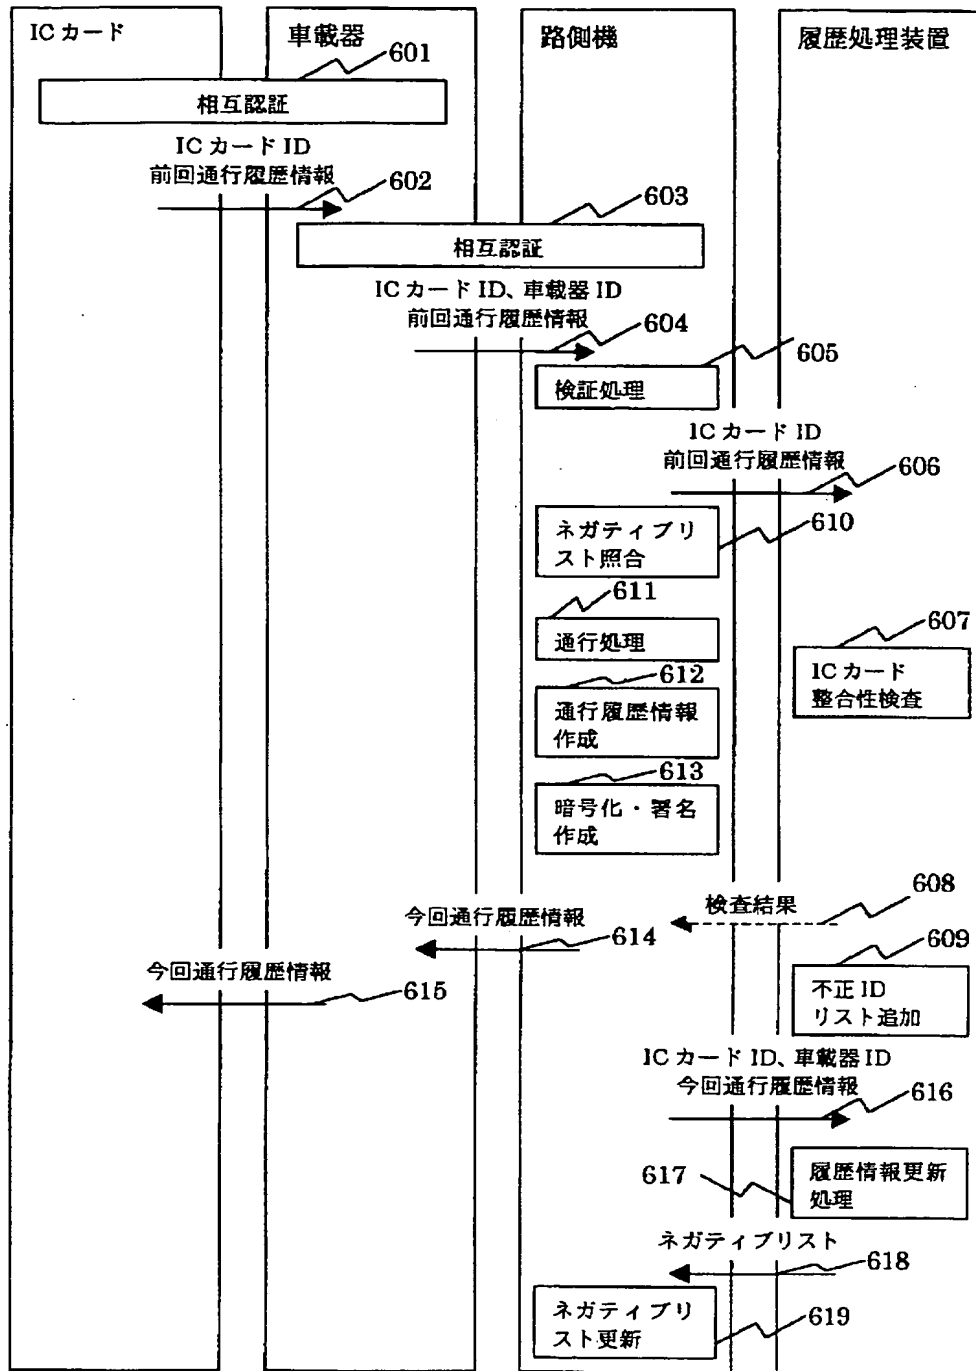 ICカード
車載器
路側機
履歴処理装置
601
相互認証
ICカードID
前回通行履歴情報
602
603
相互認証
ICカードID、車載器ID
前回通行履歴情報
604
605
検証処理
ICカードID
前回通行履歴情報
606
ネガティブリ
スト照合
610
611
通行処理
607
ICカード
整合性検査
612
通行履歴情報
作成
613
暗号化・署名
作成
608
検査結果
今回通行履歴情報
614
609
不正ID
リスト追加
今回通行履歴情報
615
ICカードID、車載器ID
今回通行履歴情報
616
617
履歴情報更新
処理
ネガティブリスト
618
ネガティブリ
スト更新
619